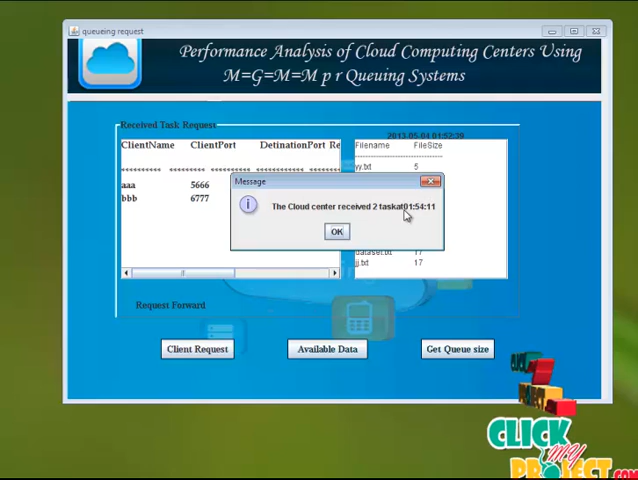 queueing request
Performance Analysis of Cloud Computing Centers Using
M=G=M=M p r Queuing Systems
Received Task Request
2013-05-04 01:52:39
ClientName ClientPort DetinationPort Re
Filename FileSize
yy.txt 5
aaa 5666
bbb 6777
Message
The Cloud center received 2 taskat01:54:11
OK
dataset.txt 17
jj.txt 17
Request Forward
Client Request
Available Data
Get Queue size
CLICK
MY
PROJECT.COM